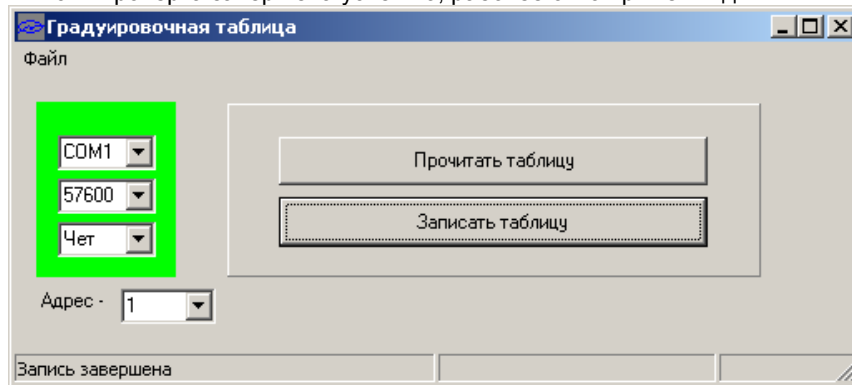 Градуировочная таблица
Файл
COM1
57600
Чет
Прочитать таблицу
Записать таблицу
Адрес - 1
Запись завершена